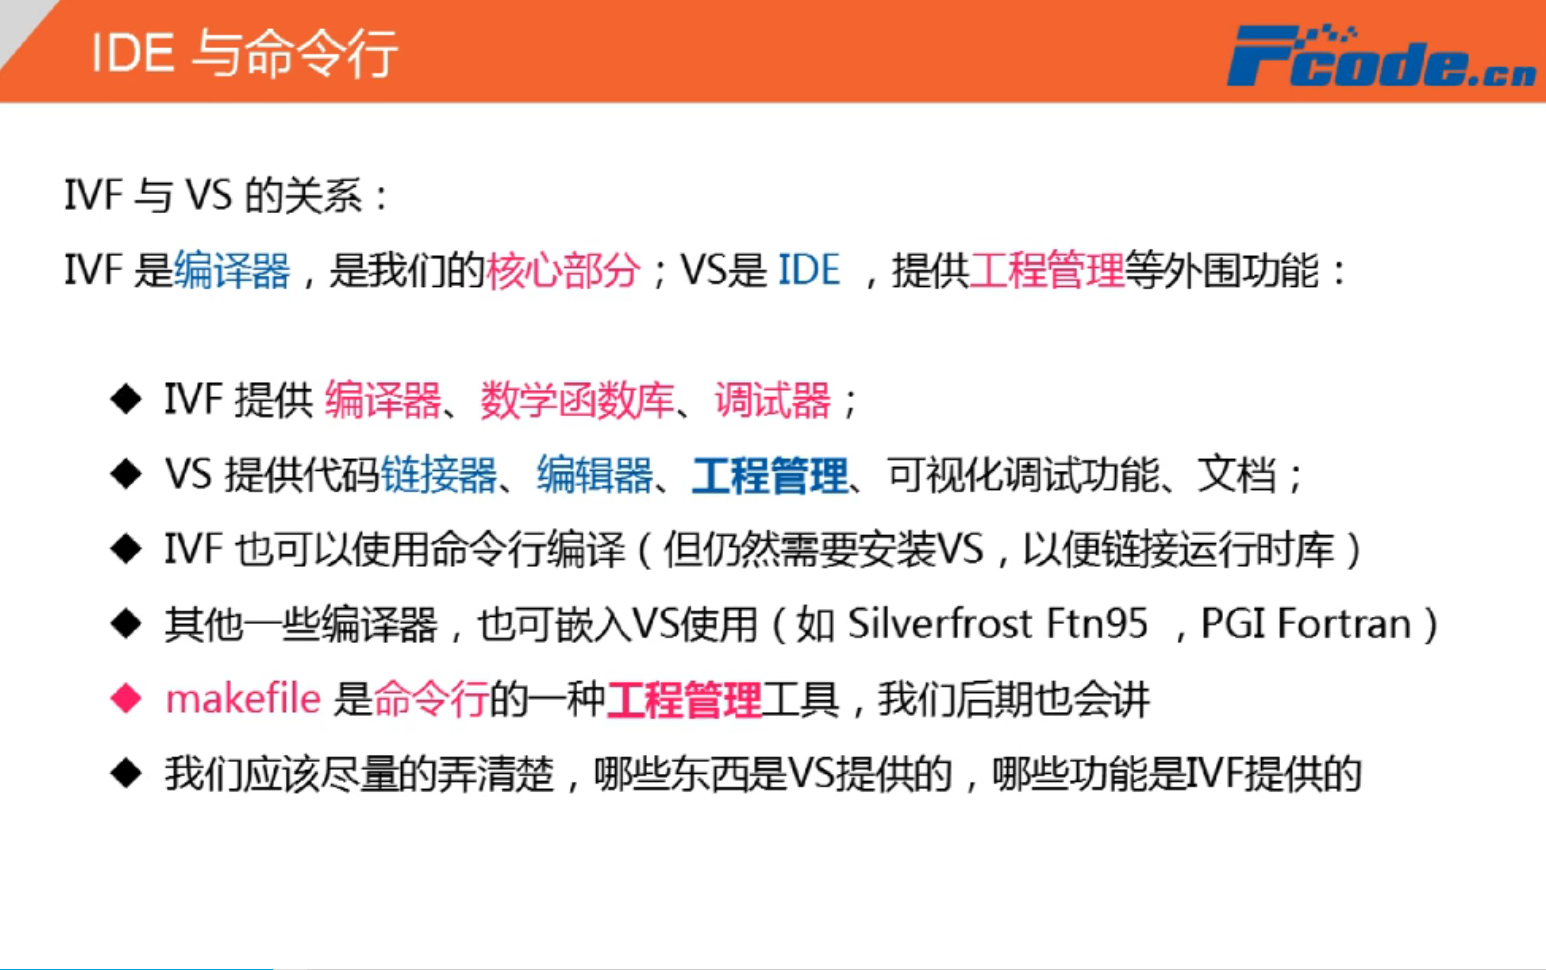 IDE 与命令行
Fcode.cn
IVF 与 VS 的关系：
IVF 是编译器，是我们的核心部分；VS是 IDE ，提供工程管理等外围功能：
◆ IVF 提供 编译器、数学函数库、调试器；
◆ VS 提供代码链接器、编辑器、工程管理、可视化调试功能、文档；
◆ IVF 也可以使用命令行编译（但仍然需要安装VS，以便链接运行时库）
◆ 其他一些编译器，也可嵌入VS使用（如 Silverfrost Ftn95 ，PGI Fortran）
◆ makefile 是命令行的一种工程管理工具，我们后期也会讲
◆ 我们应该尽量的弄清楚，哪些东西是VS提供的，哪些功能是IVF提供的